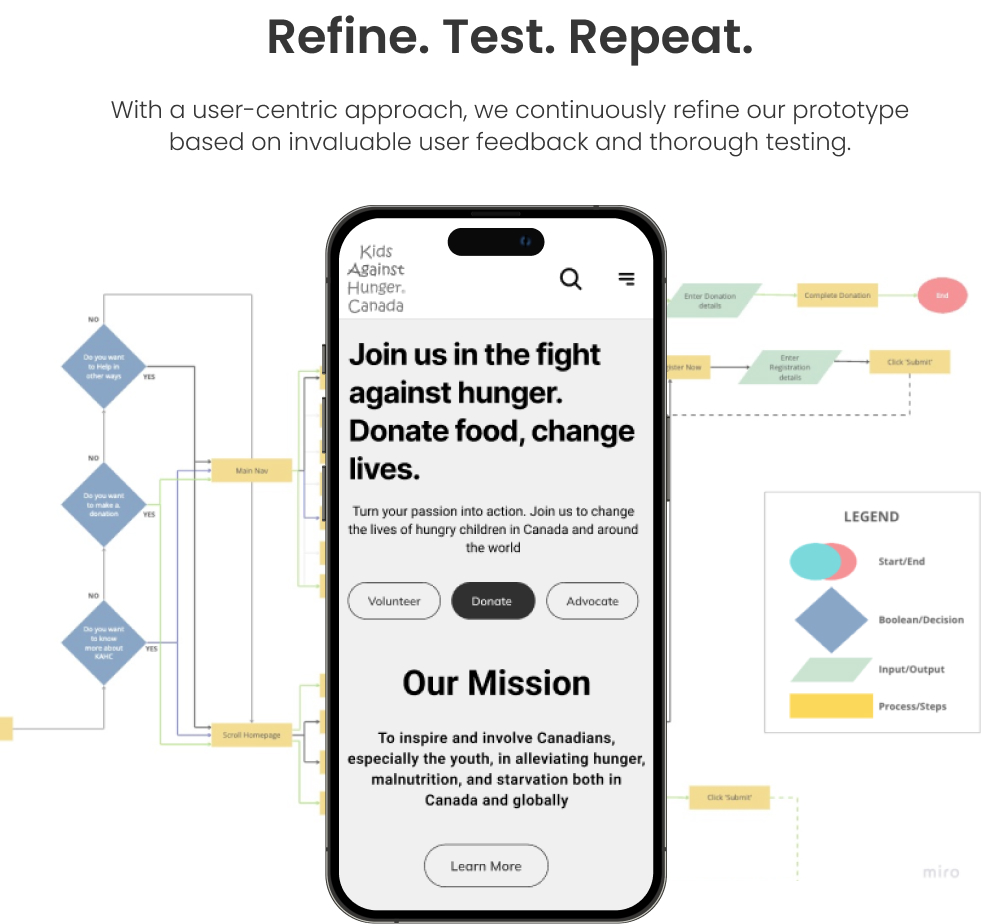 Refine. Test. Repeat.
With a user-centric approach, we continuously refine our prototype
based on invaluable user feedback and thorough testing.
Kids
Against
Hunger®
Canada
Join us in the fight
against hunger.
Donate food, change
lives.
Turn your passion into action. Join us to change
the lives of hungry children in Canada and around
the world
Volunteer
Donate
Advocate
Our Mission
To inspire and involve Canadians,
especially the youth, in alleviating hunger,
malnutrition, and starvation both in
Canada and globally
Learn More
NO
Do you want
to Help in
other ways
YES
NO
Do you want
to make a
donation
YES
NO
Do you want
to know
more about
KAHC
YES
Main Nav
Scroll Homepage
Enter Donation
details
Complete Donation
End
Now
Enter
Registration
details
Click 'Submit'
LEGEND
Start/End
Boolean/Decision
Input/Output
Process/Steps
Click 'Submit'
miro